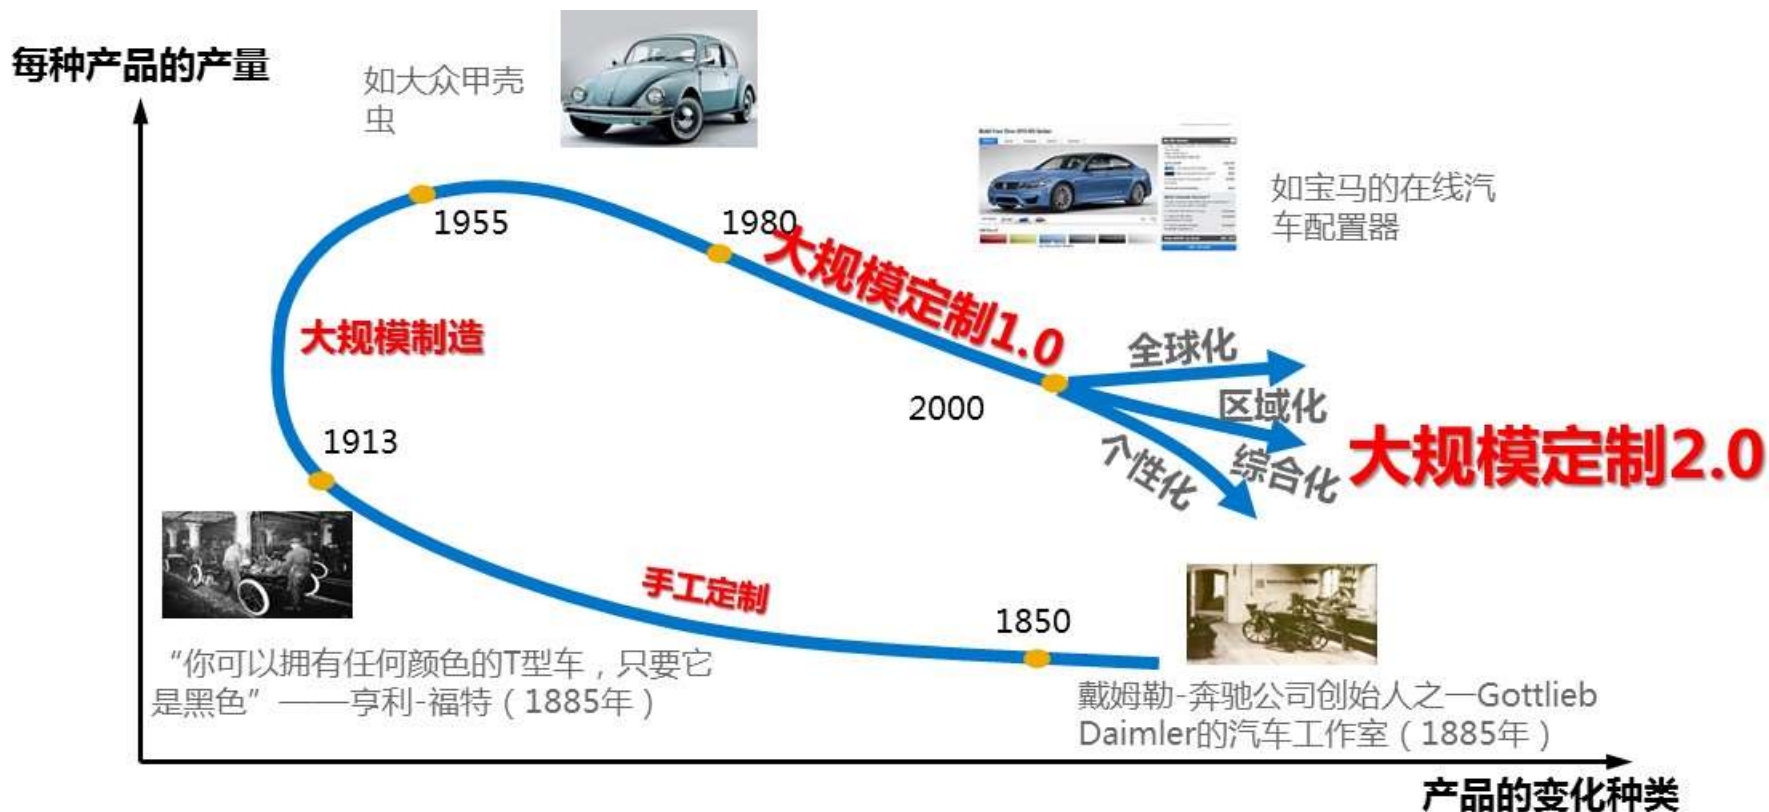 每种产品的产量
如大众甲壳
虫
如宝马的在线汽
车配置器
1955
1980
大规模定制1.0
大规模制造
全球化
区域化
2000
个性化
综合化
大规模定制2.0
1913
手工定制
1850
“你可以拥有任何颜色的T型车，只要它
是黑色”——亨利-福特（1885年）
戴姆勒-奔驰公司创始人之一Gottlieb
Daimler的汽车工作室（1885年）
产品的变化种类